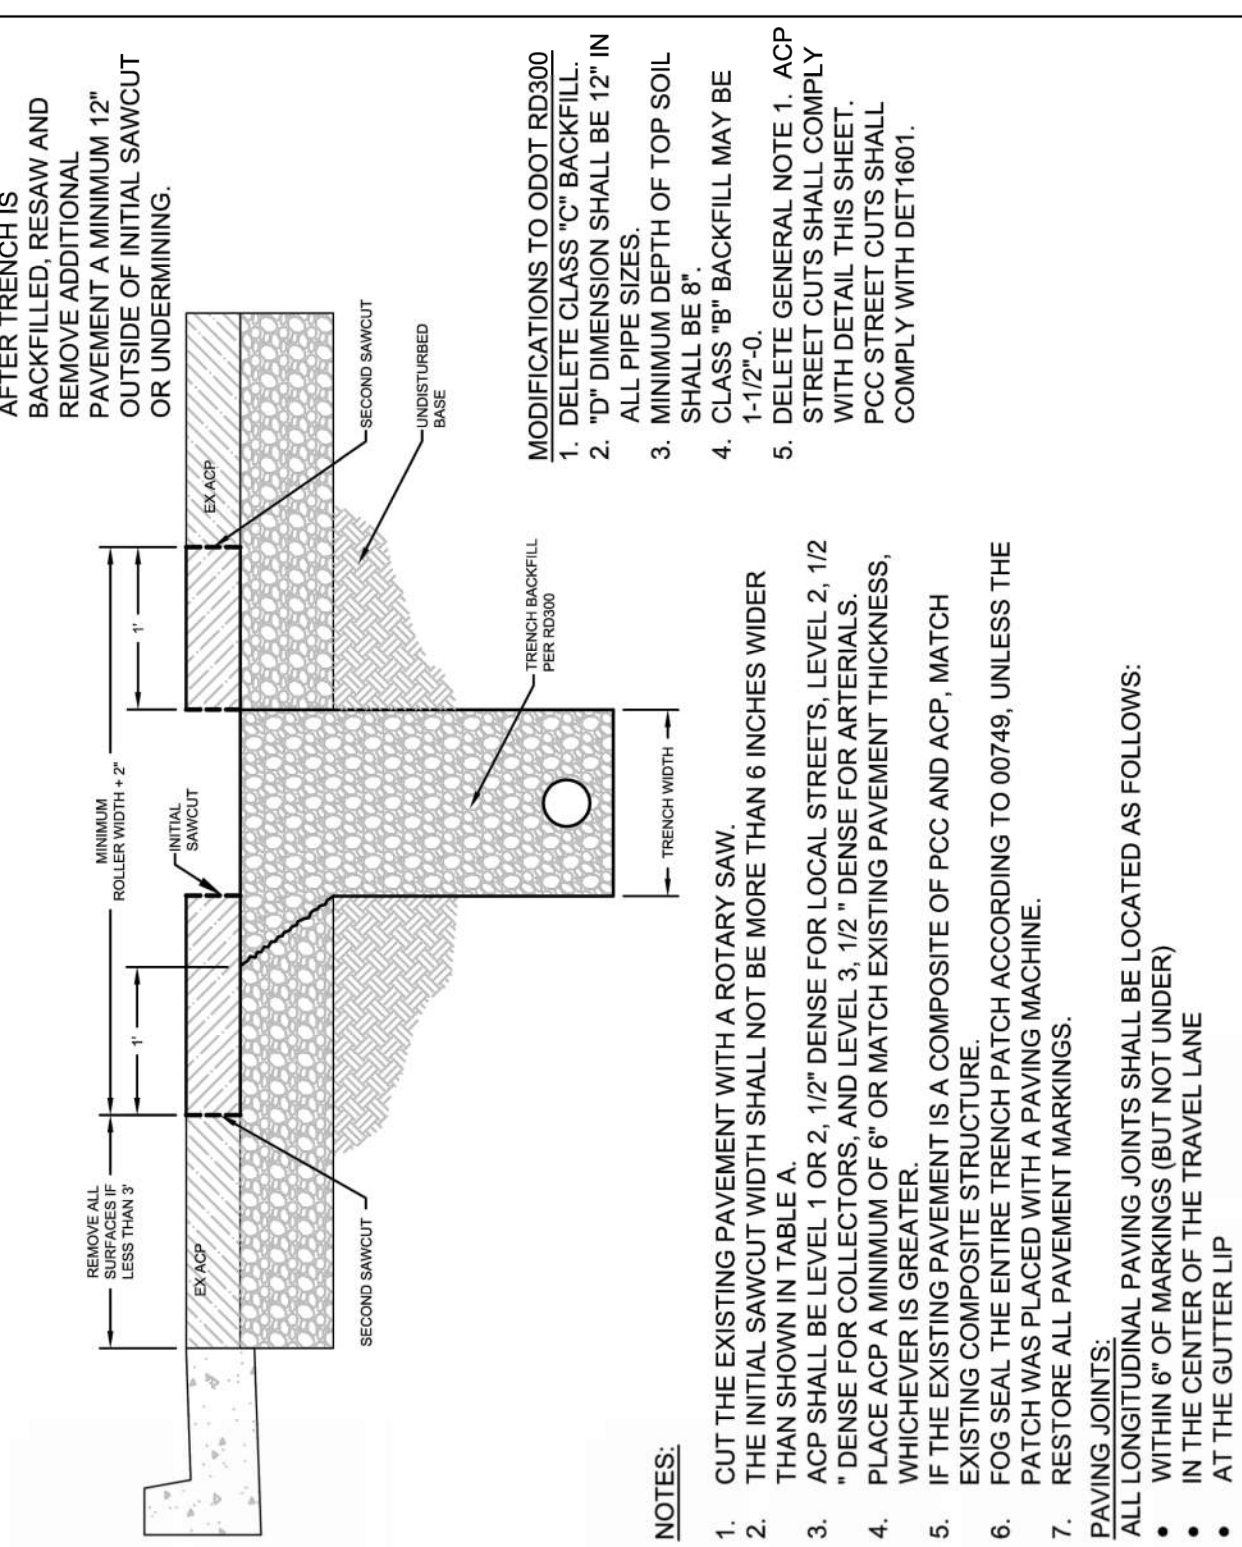 AFTER TRENCH IS
BACKFILLED, RESAW AND
REMOVE ADDITIONAL
PAVEMENT A MINIMUM 12"
OUTSIDE OF INITIAL SAWCUT
OR UNDERMINING.
REMOVE ALL
SURFACES IF
LESS THAN 3'
MINIMUM
ROLLER WIDTH + 2"
1'
1'
INITIAL
SAWCUT
EX ACP
EX ACP
SECOND SAWCUT
SECOND SAWCUT
UNDISTURBED
BASE
TRENCH BACKFILL
PER RD300
TRENCH WIDTH
MODIFICATIONS TO ODOT RD300
1. DELETE CLASS "C" BACKFILL.
2. "D" DIMENSION SHALL BE 12" IN
ALL PIPE SIZES.
3. MINIMUM DEPTH OF TOP SOIL
SHALL BE 8".
4. CLASS "B" BACKFILL MAY BE
1-1/2"-0.
5. DELETE GENERAL NOTE 1. ACP
STREET CUTS SHALL COMPLY
WITH DETAIL THIS SHEET.
PCC STREET CUTS SHALL
COMPLY WITH DET1601.
NOTES:
1. CUT THE EXISTING PAVEMENT WITH A ROTARY SAW.
2. THE INITIAL SAWCUT WIDTH SHALL NOT BE MORE THAN 6 INCHES WIDER
THAN SHOWN IN TABLE A.
3. ACP SHALL BE LEVEL 1 OR 2, 1/2" DENSE FOR LOCAL STREETS, LEVEL 2, 1/2
" DENSE FOR COLLECTORS, AND LEVEL 3, 1/2 " DENSE FOR ARTERIALS.
4. PLACE ACP A MINIMUM OF 6" OR MATCH EXISTING PAVEMENT THICKNESS,
WHICHEVER IS GREATER.
5. IF THE EXISTING PAVEMENT IS A COMPOSITE OF PCC AND ACP, MATCH
EXISTING COMPOSITE STRUCTURE.
6. FOG SEAL THE ENTIRE TRENCH PATCH ACCORDING TO 00749, UNLESS THE
PATCH WAS PLACED WITH A PAVING MACHINE.
7. RESTORE ALL PAVEMENT MARKINGS.
PAVING JOINTS:
ALL LONGITUDINAL PAVING JOINTS SHALL BE LOCATED AS FOLLOWS:
• WITHIN 6" OF MARKINGS (BUT NOT UNDER)
• IN THE CENTER OF THE TRAVEL LANE
• AT THE GUTTER LIP